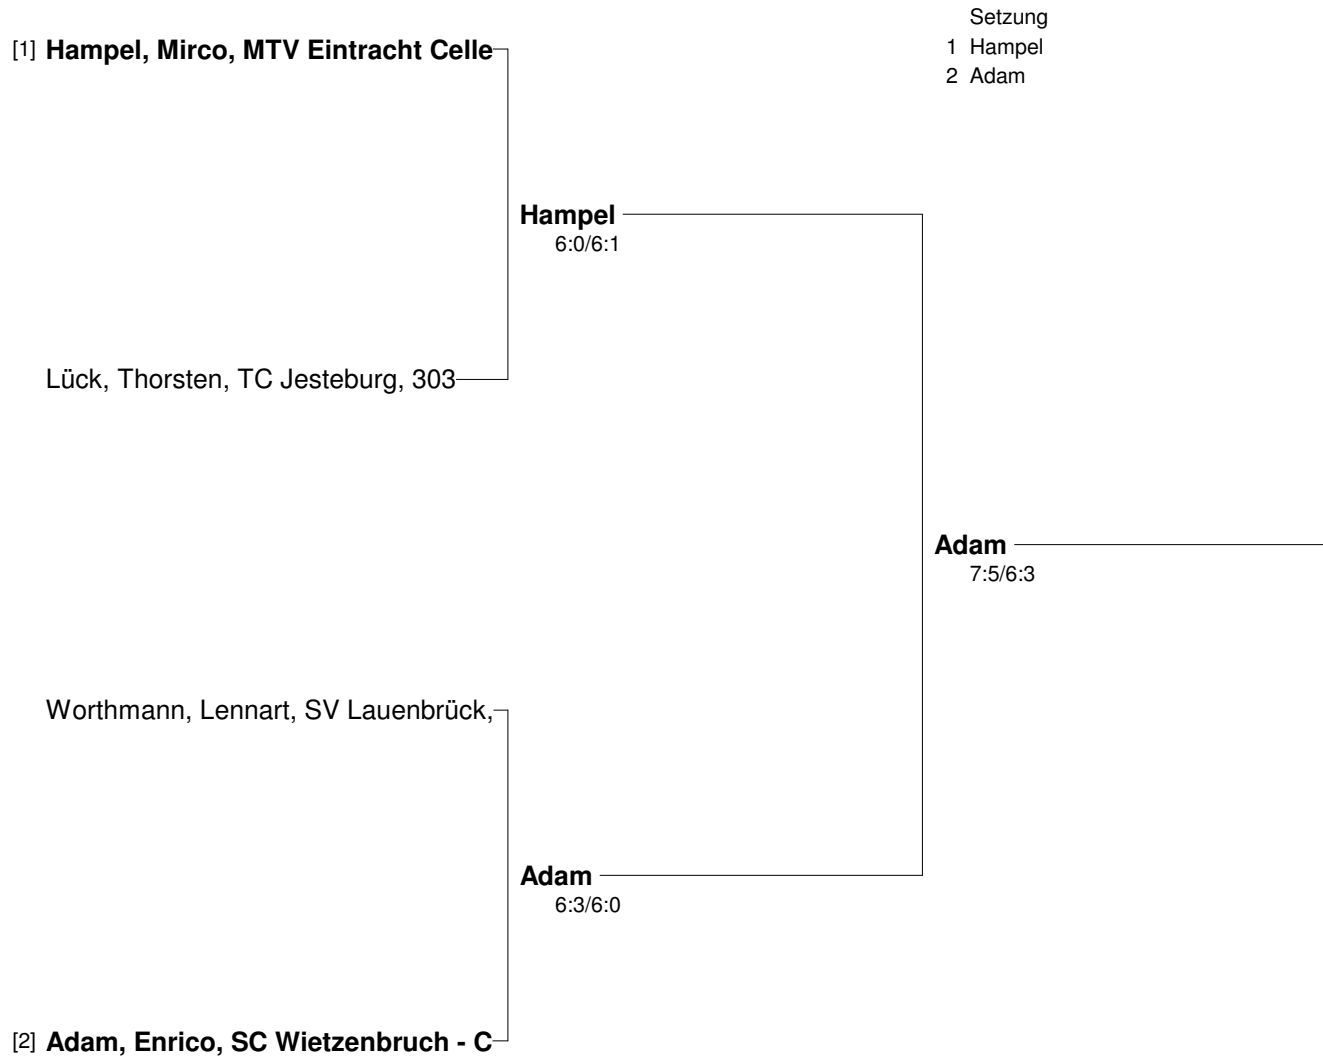 Setzung
1 Hampel
2 Adam
[1] Hampel, Mirco, MTV Eintracht Celle
Hampel
6:0/6:1
Lück, Thorsten, TC Jesteburg, 303
Adam
7:5/6:3
Worthmann, Lennart, SV Lauenbrück,
Adam
6:3/6:0
[2] Adam, Enrico, SC Wietzenbruch - C